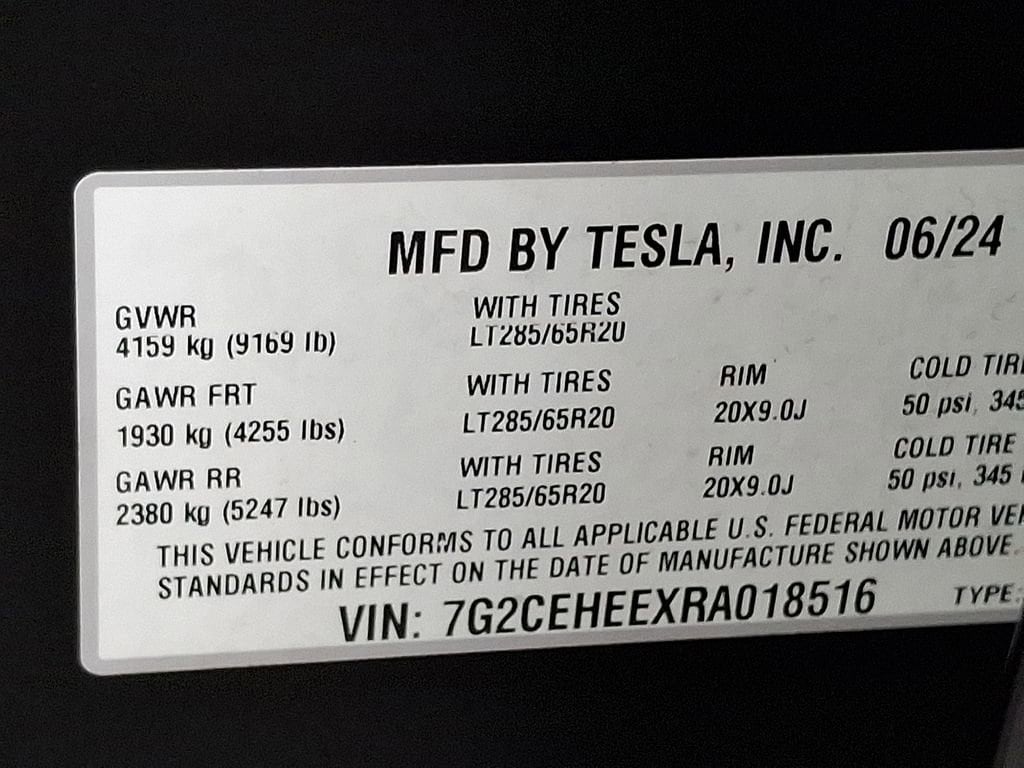 MFD BY TESLA, INC. 06/24
GVWR WITH TIRES
4159 kg (9169 lb) LT285/65R20
GAWR FRT WITH TIRES RIM COLD
1930 kg (4255 lbs) LT285/65R20 20X9.0J 50 psi,
GAWR RR WITH TIRES RIM COLD TIRE
2380 kg (5247 lbs) LT285/65R20 20X9.0J 50 psi, 345
THIS VEHICLE CONFORMS TO ALL APPLICABLE U.S. FEDERAL MOTOR
STANDARDS IN EFFECT ON THE DATE OF MANUFACTURE SHOWN ABOVE.
VIN: 7G2CEHEEXRA018516 TYPE: